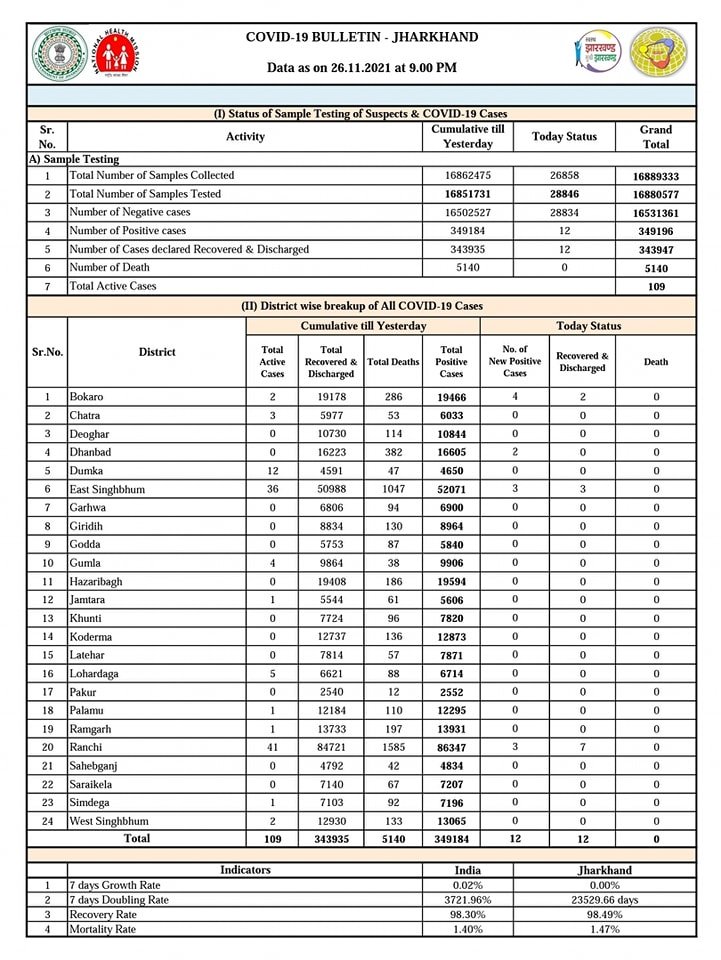 COVID-19 BULLETIN - JHARKHAND
Data as on 26.11.2021 at 9.00 PM
NATIONAL HEALTH MISSION
झारखण्ड
(I) Status of Sample Testing of Suspects & COVID-19 Cases
Sr. No. Activity Cumulative till Yesterday Today Status Grand Total
A) Sample Testing
1 Total Number of Samples Collected 16862475 26858 16889333
2 Total Number of Samples Tested 16851731 28846 16880577
3 Number of Negative cases 16502527 28834 16531361
4 Number of Positive cases 349184 12 349196
5 Number of Cases declared Recovered & Discharged 343935 12 343947
6 Number of Death 5140 0 5140
7 Total Active Cases 109
(II) District wise breakup of All COVID-19 Cases
Cumulative till Yesterday Today Status
Sr.No. District Total Active Cases Total Recovered & Discharged Total Deaths Total Positive Cases No. of New Positive Cases Recovered & Discharged Death
1 Bokaro 2 19178 286 19466 4 2 0
2 Chatra 3 5977 53 6033 0 0 0
3 Deoghar 0 10730 114 10844 0 0 0
4 Dhanbad 0 16223 382 16605 2 0 0
5 Dumka 12 4591 47 4650 0 0 0
6 East Singhbhum 36 50988 1047 52071 3 3 0
7 Garhwa 0 6806 94 6900 0 0 0
8 Giridih 0 8834 130 8964 0 0 0
9 Godda 0 5753 87 5840 0 0 0
10 Gumla 4 9864 38 9906 0 0 0
11 Hazaribagh 0 19408 186 19594 0 0 0
12 Jamtara 1 5544 61 5606 0 0 0
13 Khunti 0 7724 96 7820 0 0 0
14 Koderma 0 12737 136 12873 0 0 0
15 Latehar 0 7814 57 7871 0 0 0
16 Lohardaga 5 6621 88 6714 0 0 0
17 Pakur 0 2540 12 2552 0 0 0
18 Palamu 1 12184 110 12295 0 0 0
19 Ramgarh 1 13733 197 13931 0 0 0
20 Ranchi 41 84721 1585 86347 3 7 0
21 Sahebganj 0 4792 42 4834 0 0 0
22 Saraikela 0 7140 67 7207 0 0 0
23 Simdega 1 7103 92 7196 0 0 0
24 West Singhbhum 2 12930 133 13065 0 0 0
Total 109 343935 5140 349184 12 12 0
Indicators India Jharkhand
1 7 days Growth Rate 0.02% 0.00%
2 7 days Doubling Rate 3721.96% 23529.66 days
3 Recovery Rate 98.30% 98.49%
4 Mortality Rate 1.40% 1.47%